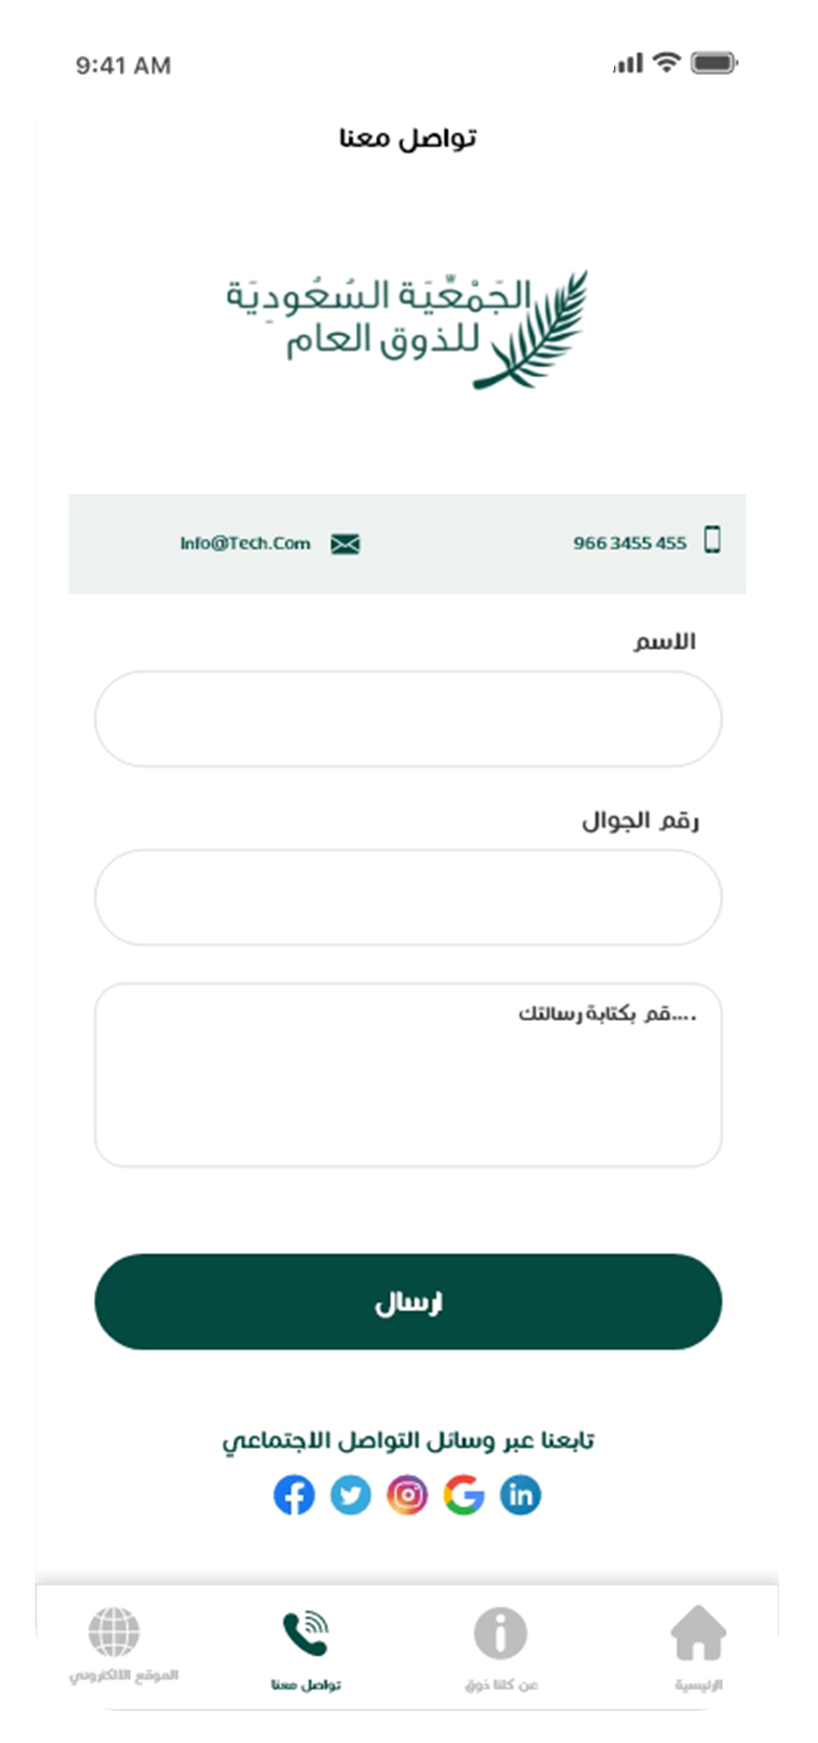 9:41 AM
تواصل معنا
الجَمْعِّيَة السُعُودِيَة
للذوق العام
966 3455 455
Info@Tech.Com
الاسم
رقم الجوال
قم بكتابة رسالتك....
ارسال
تابعنا عبر وسائل التواصل الاجتماعي
الرئيسية
عن كلنا ذوق
تواصل معنا
الموقع الالكتروني